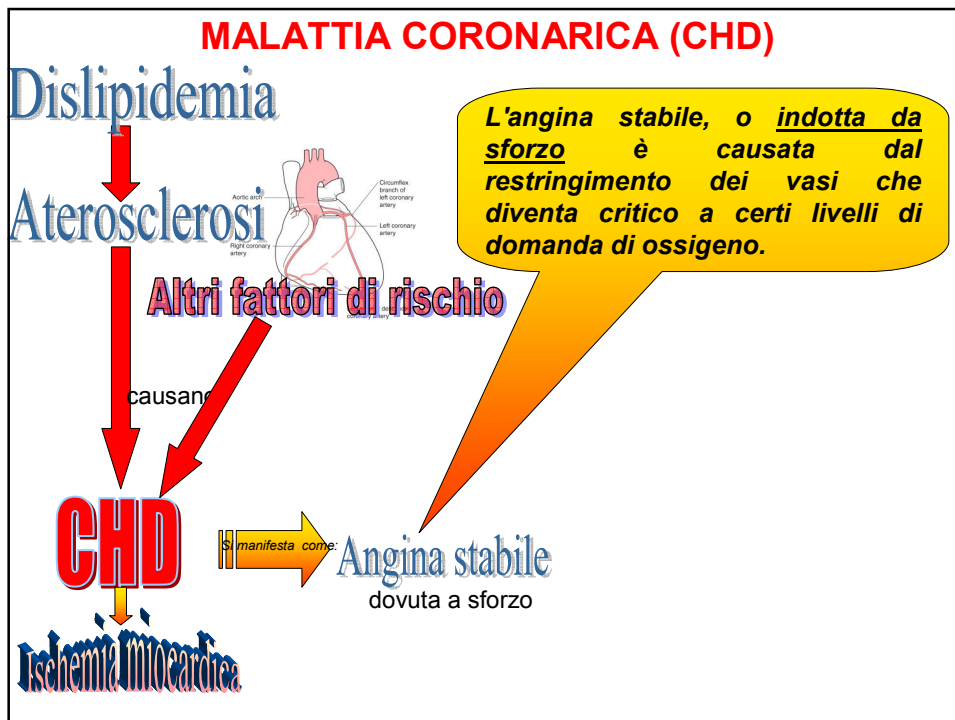 MALATTIA CORONARICA (CHD)
Dislipidemia
L'angina stabile, o indotta da
sforzo è causata dal
restringimento dei vasi che
diventa critico a certi livelli di
domanda di ossigeno.
Aterosclerosi
Aortic arch
Circumflex
branch of
left coronary
artery
Left coronary
artery
Right coronary
artery
Altri fattori di rischio
artery
causano
CHD
Si manifesta come:
Angina stabile
dovuta a sforzo
Ischemia miocardica